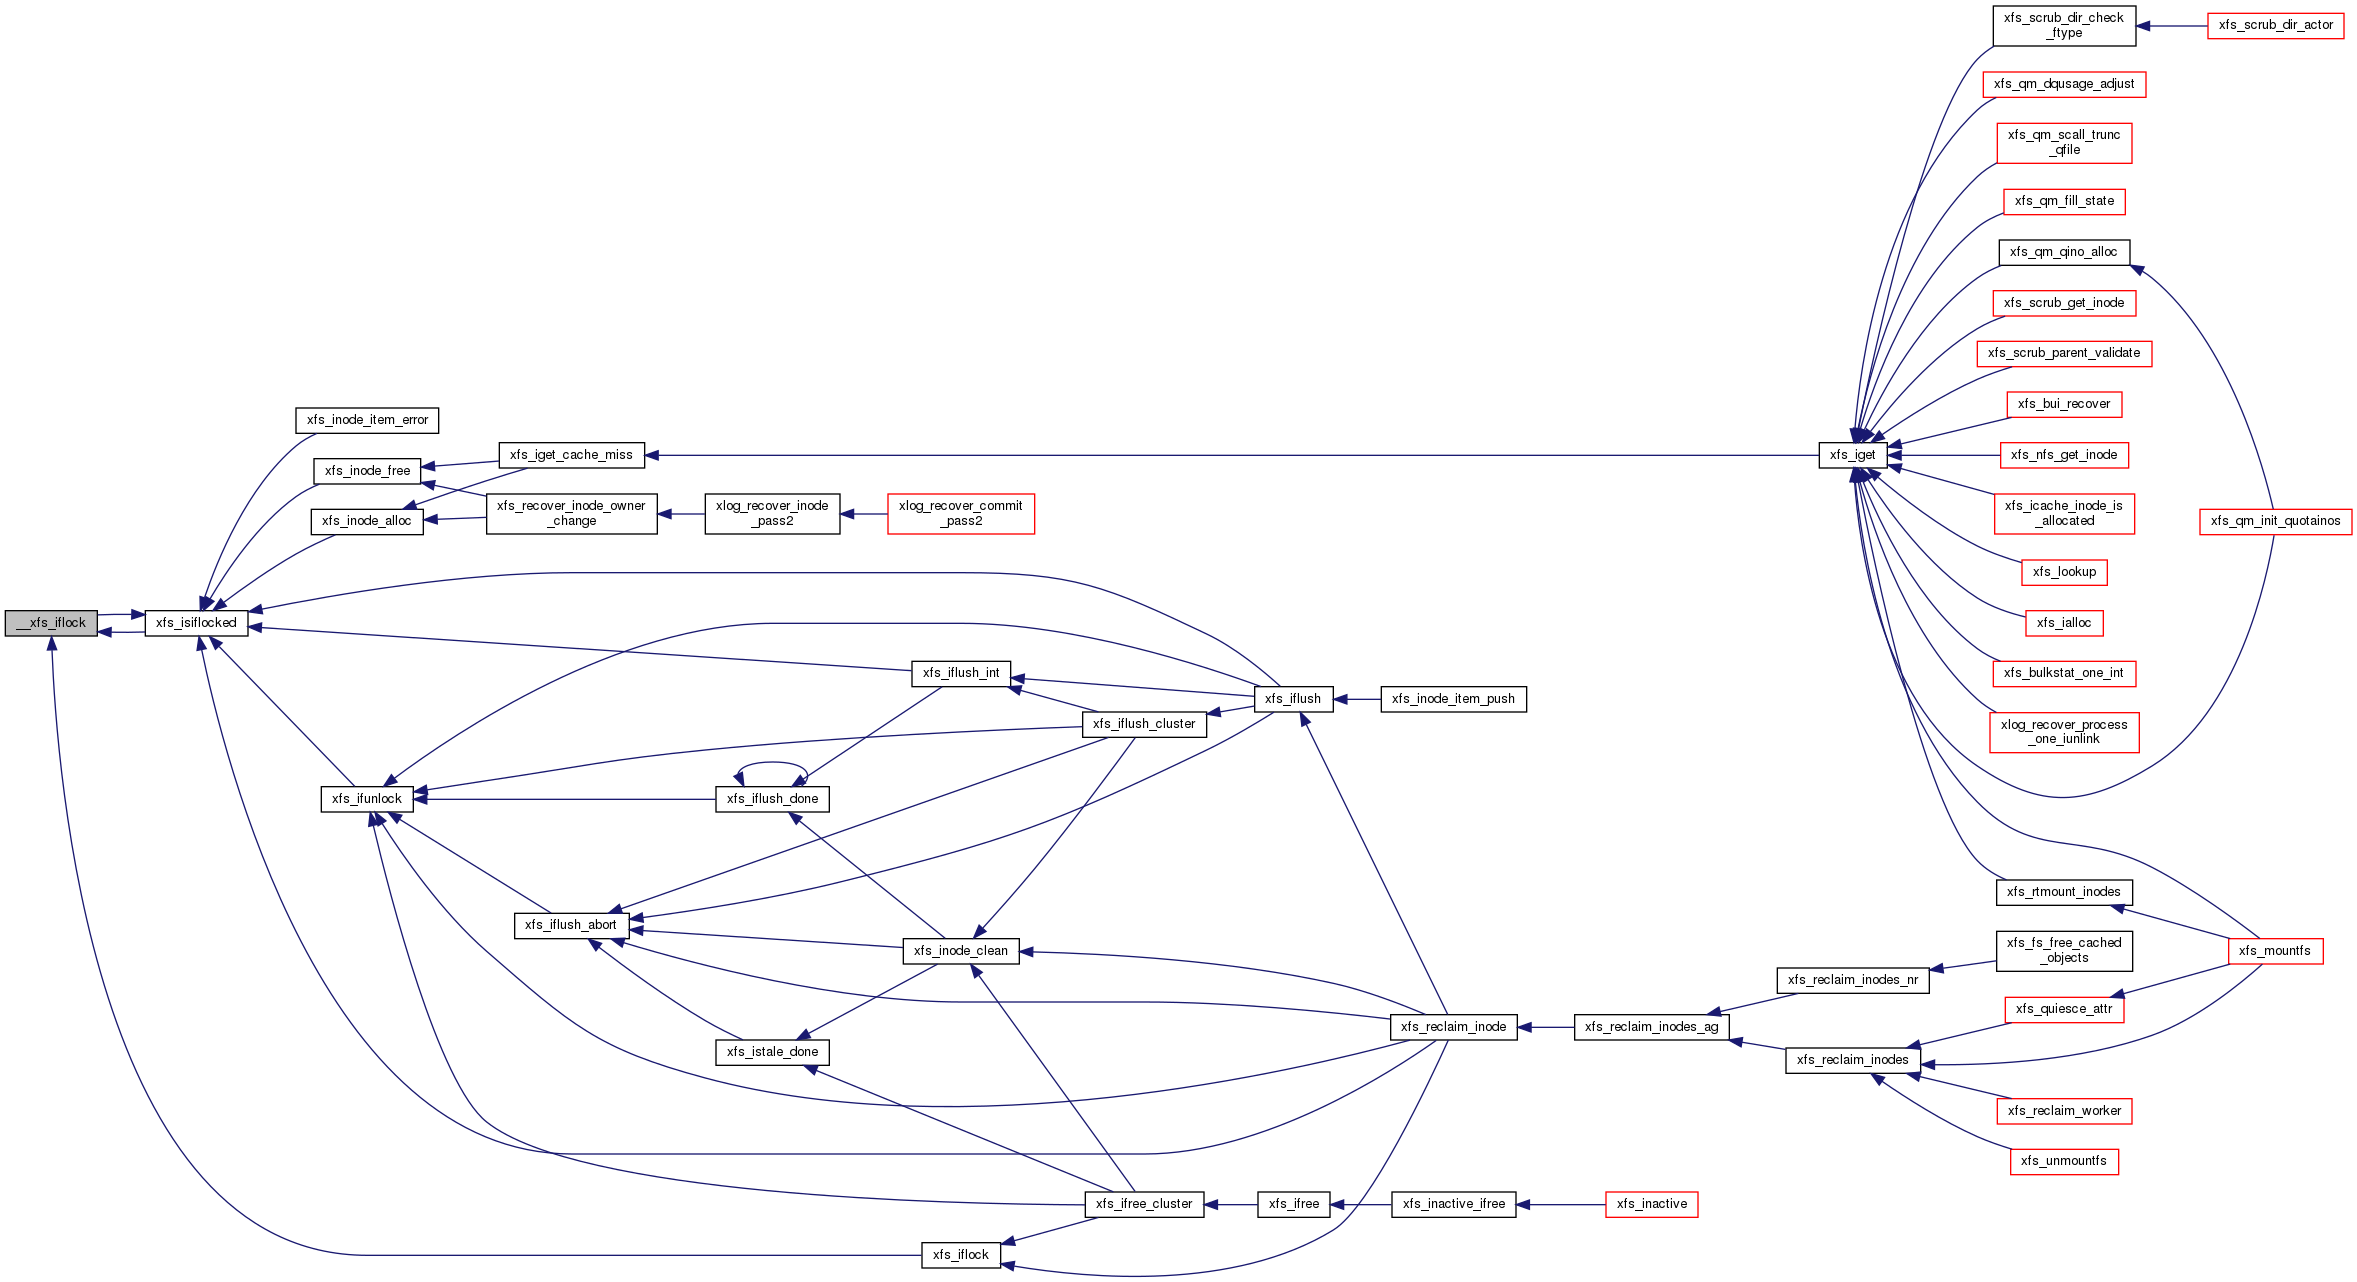 xfs_scrub_dir_check
_ftype
xfs_scrub_dir_actor
xfs_qm_dqusage_adjust
xfs_qm_scall_trunc
_qfile
xfs_qm_fill_state
xfs_qm_qino_alloc
xfs_scrub_get_inode
xfs_scrub_parent_validate
xfs_bui_recover
xfs_inode_item_error
xfs_iget_cache_miss
xfs_iget
xfs_nfs_get_inode
xfs_inode_free
xfs_recover_inode_owner
_change
xlog_recover_inode
_pass2
xlog_recover_commit
_pass2
xfs_icache_inode_is
_allocated
xfs_inode_alloc
xfs_qm_init_quotainos
xfs_lookup
__xfs_iflock
xfs_isiflocked
xfs_ialloc
xfs_iflush_int
xfs_bulkstat_one_int
xfs_iflush
xfs_inode_item_push
xfs_iflush_cluster
xlog_recover_process
_one_iunlink
xfs_ifunlock
xfs_iflush_done
xfs_rtmount_inodes
xfs_iflush_abort
xfs_inode_clean
xfs_fs_free_cached
_objects
xfs_mountfs
xfs_reclaim_inodes_nr
xfs_quiesce_attr
xfs_reclaim_inode
xfs_reclaim_inodes_ag
xfs_istale_done
xfs_reclaim_inodes
xfs_reclaim_worker
xfs_unmountfs
xfs_ifree_cluster
xfs_ifree
xfs_inactive_ifree
xfs_inactive
xfs_iflock